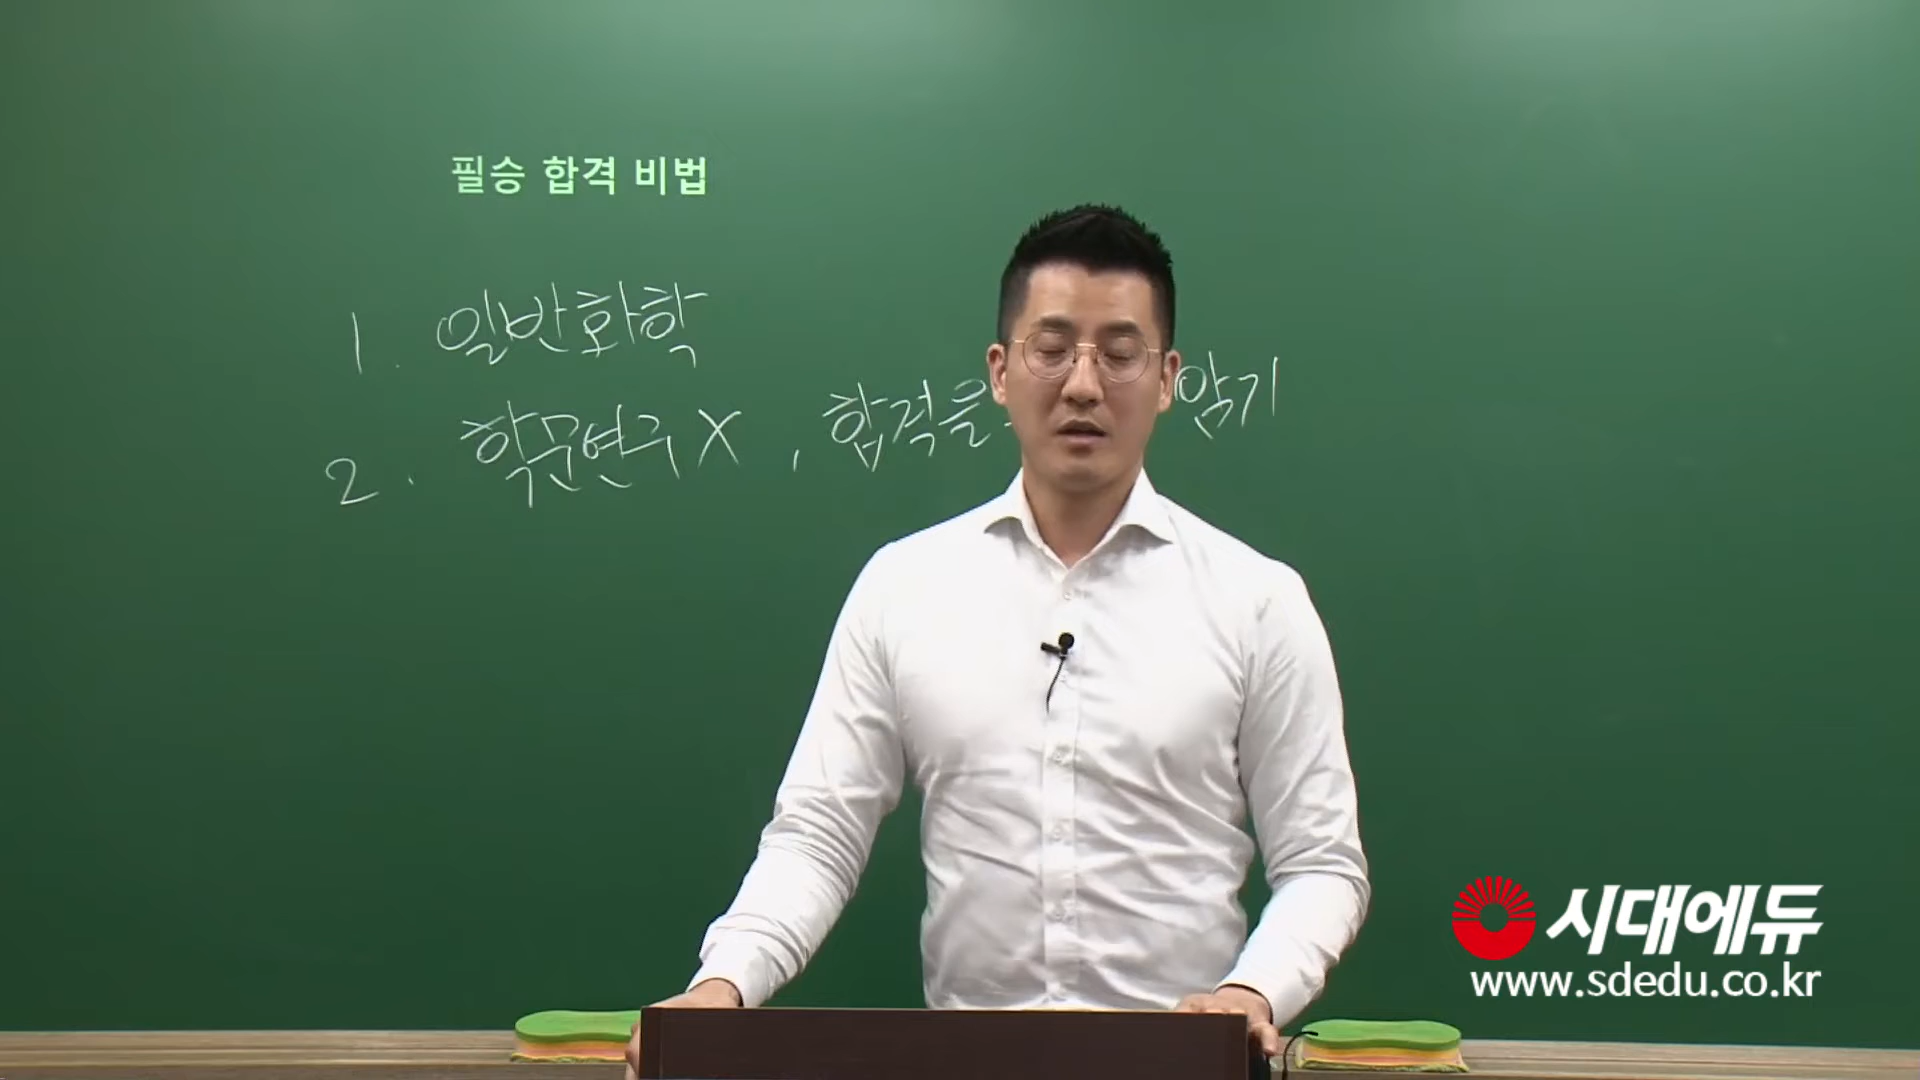 필승 합격 비법
1. 일반화학
2. 학문연구 X, 합격을 암기
시대에듀
www.sdedu.co.kr